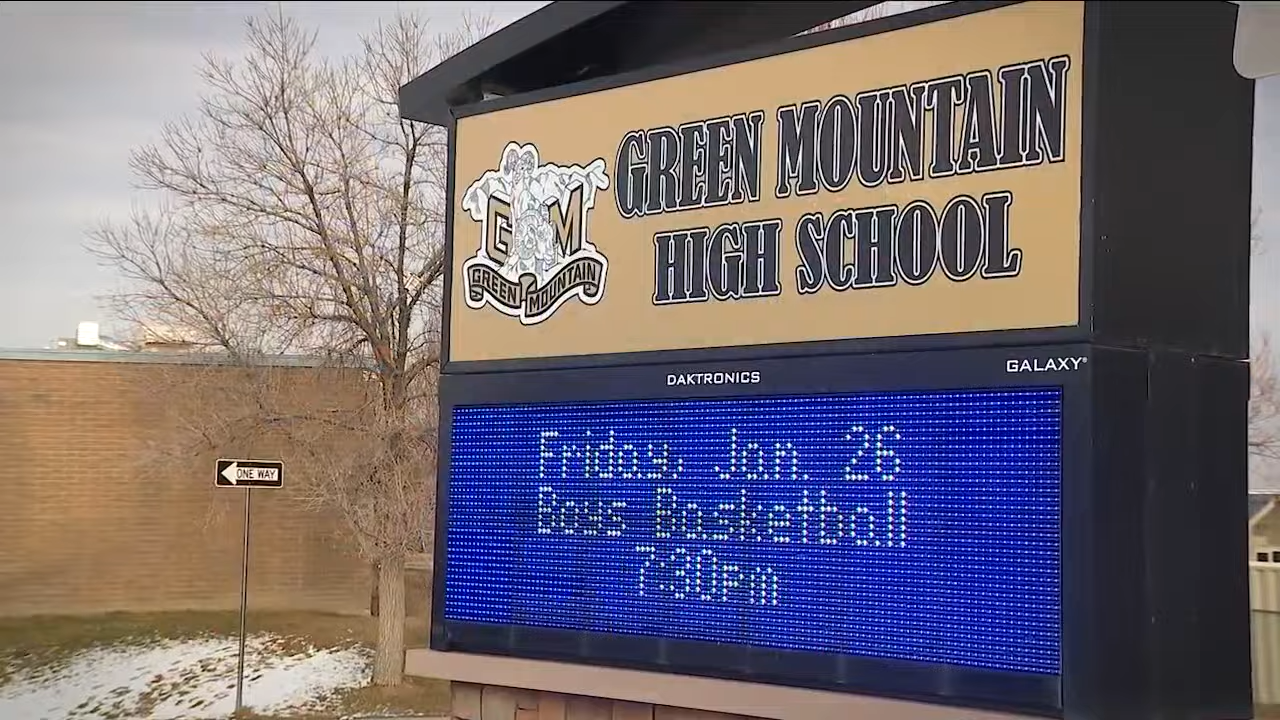 GREEN MOUNTAIN
HIGH SCHOOL
GM
GREEN MOUNTAIN
DAKTRONICS
GALAXY®
Friday, Jan 26
Boys Basketball
7:30pm
ONE WAY